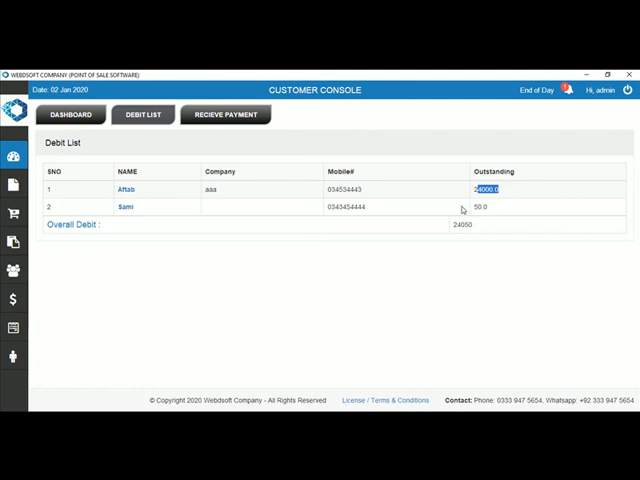 WEBDSOFT COMPANY (POINT OF SALE SOFTWARE)
Date: 02 Jan 2020 CUSTOMER CONSOLE End of Day 1 Hi, admin
DASHBOARD DEBIT LIST RECIEVE PAYMENT
Debit List
SNO NAME Company Mobile# Outstanding
1 Aftab aaa 034534443 24000.0
2 Sami 0343454444 50.0
Overall Debit : 24050
© Copyright 2020 Webdsoft Company - All Rights Reserved License / Terms & Conditions Contact: Phone: 0333 947 5654, Whatsapp: +92 333 947 5654